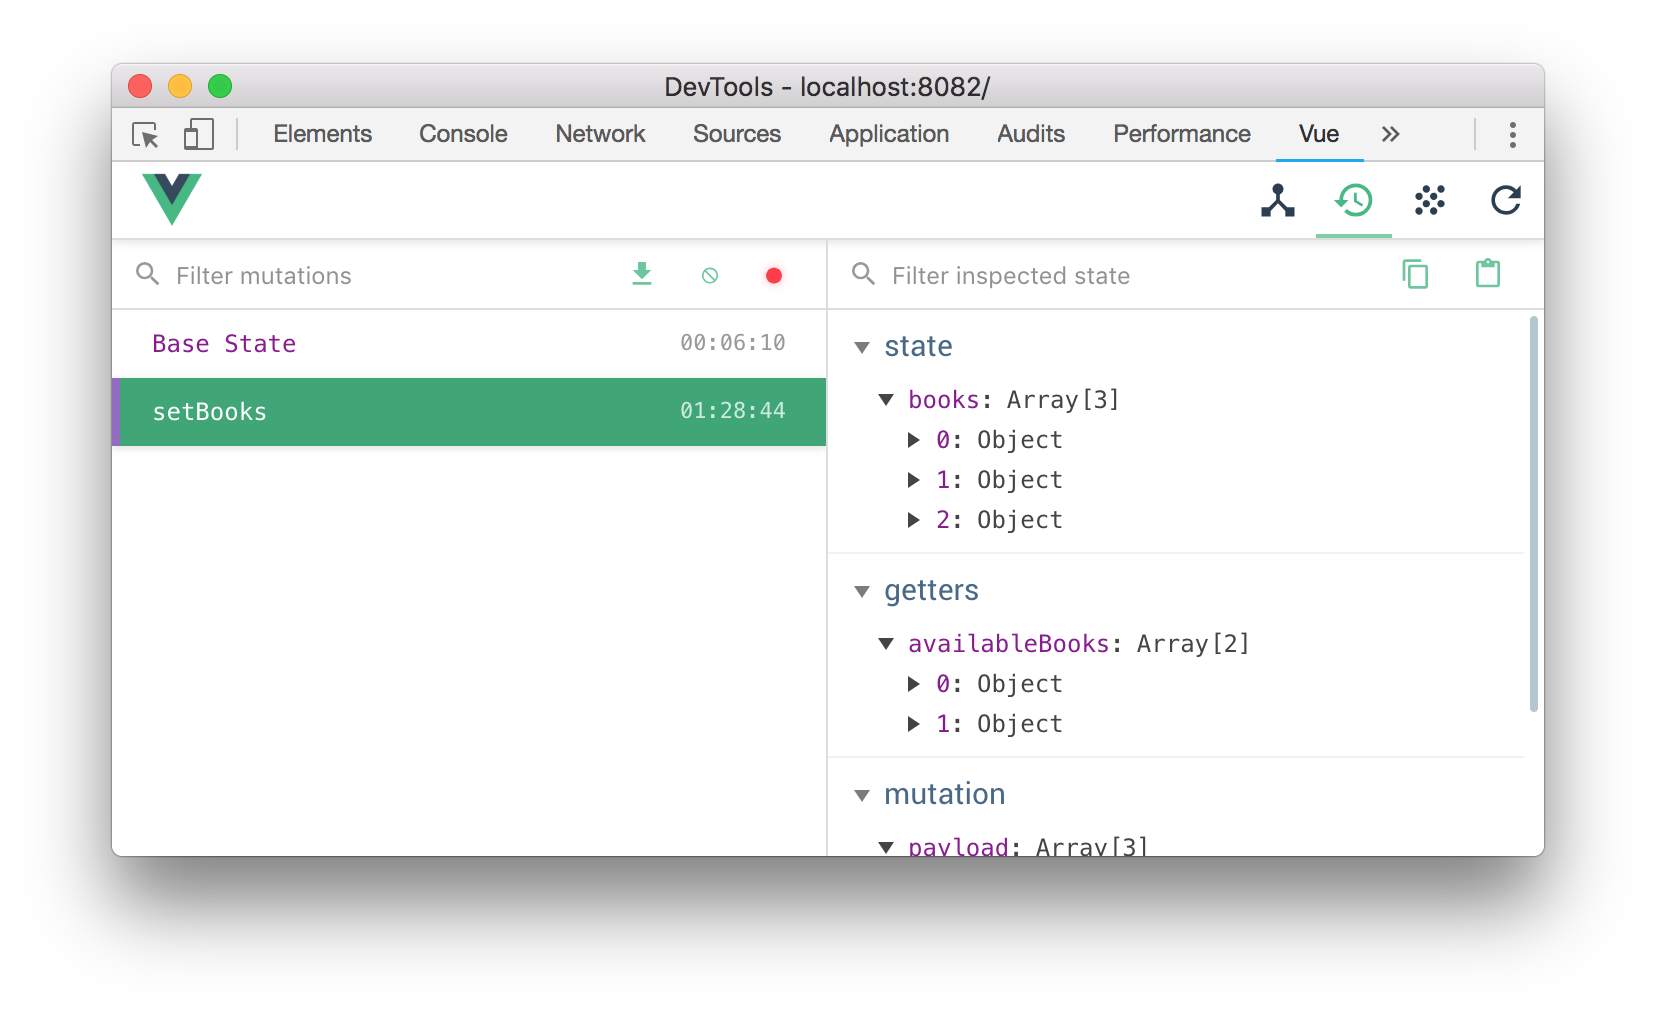 DevTools - localhost:8082/
Elements Console Network Sources Application Audits Performance Vue »
Filter mutations
Base State 00:06:10
setBooks 01:28:44
Filter inspected state
state
books: Array[3]
0: Object
1: Object
2: Object
getters
availableBooks: Array[2]
0: Object
1: Object
mutation
payload: Array[3]